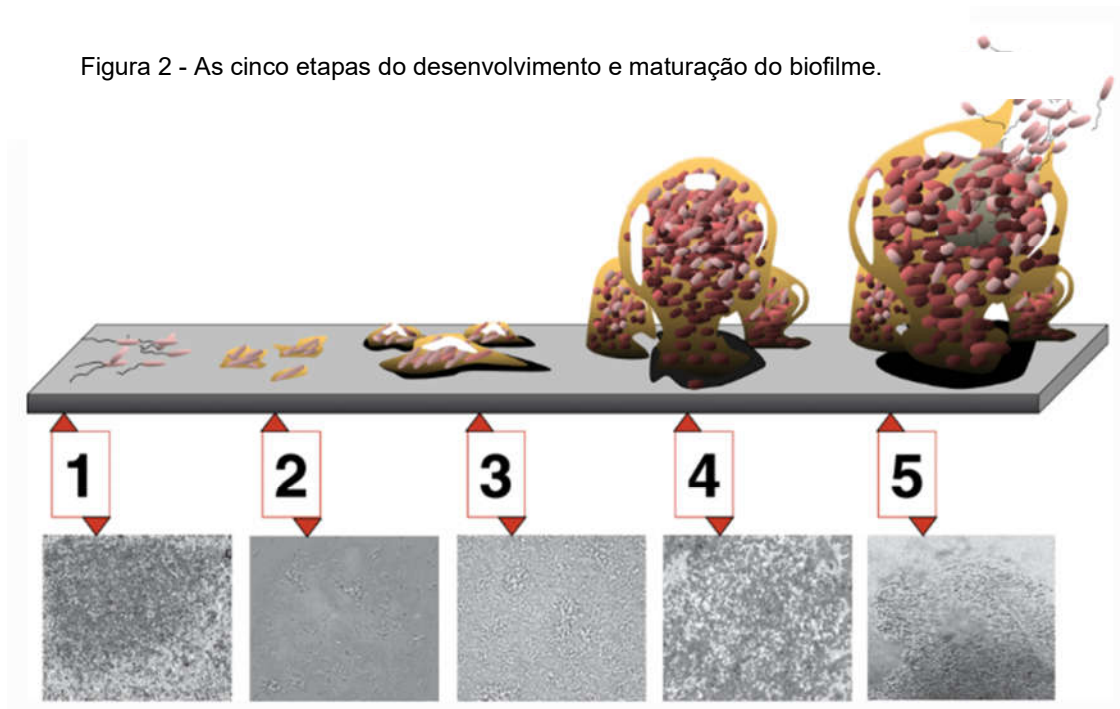 Figura 2 - As cinco etapas do desenvolvimento e maturação do biofilme.
1 2 3 4 5